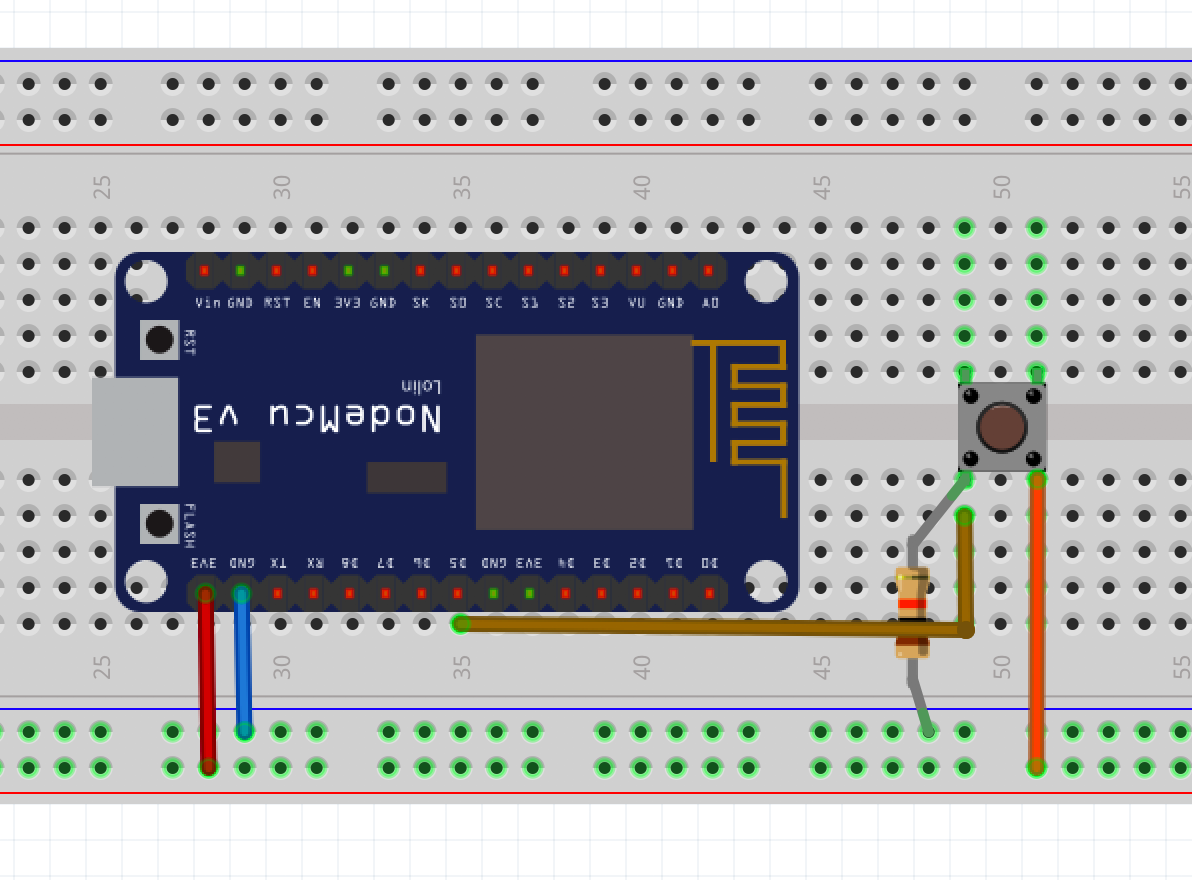 25 30 35 40 45 50 55
Vin GND RST EN 3V3 GND SK SO SC S1 S2 S3 VU GND AO
RST
Lolin
NodeMcu v3
FLASH
3V3 GND TX RX D8 D7 D6 D5 GND 3V3 D4 D3 D2 D1 D0
25 30 35 40 45 50 55